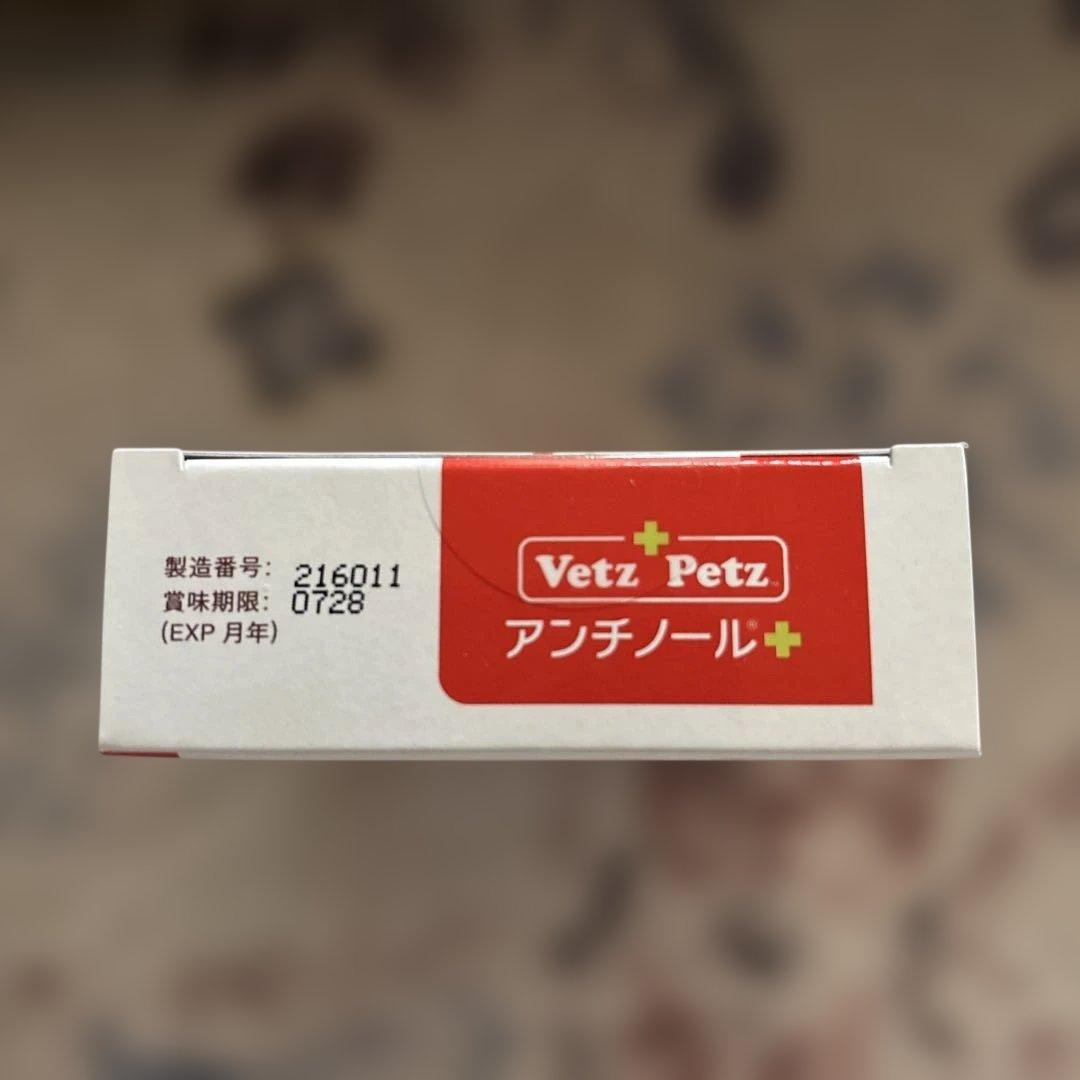 製造番号: 216011
賞味期限: 0728
(EXP 月年)
Vetz Petz™
アンチノール®+